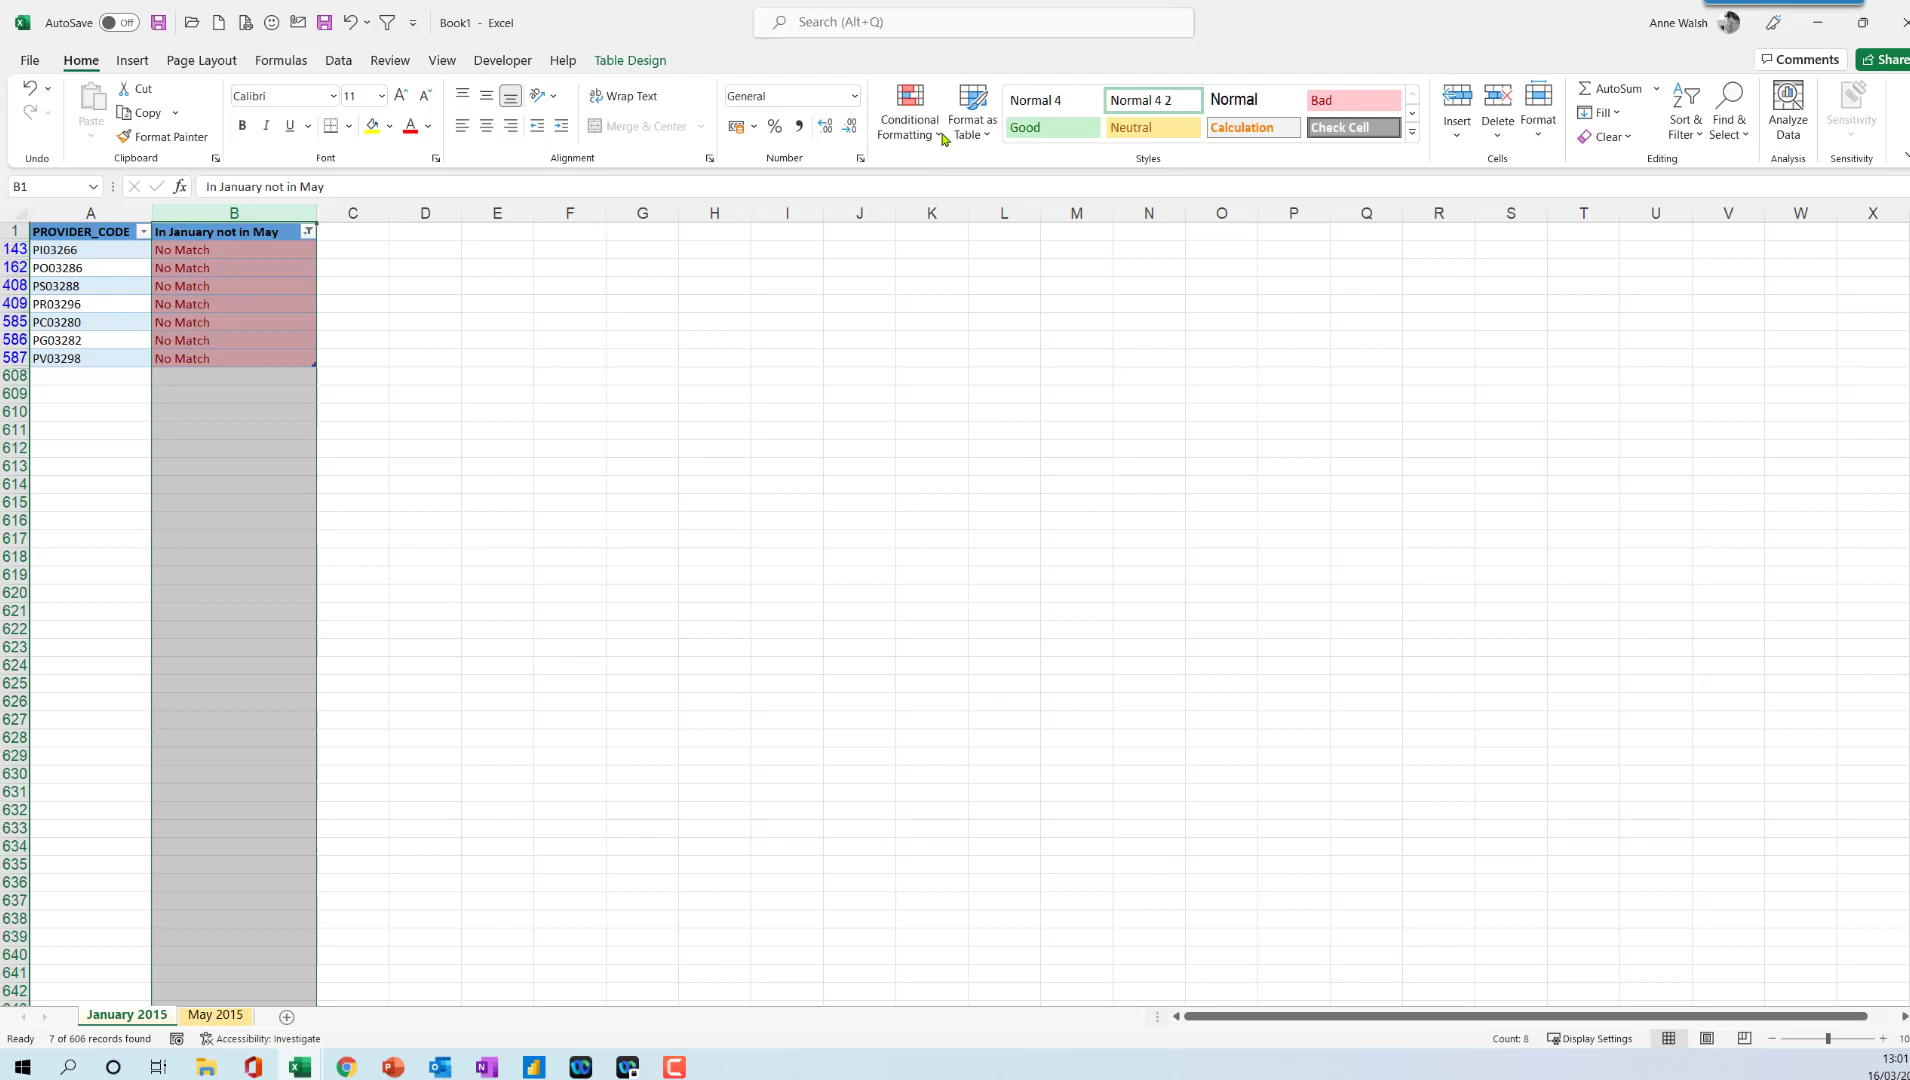 AutoSave Off Book1 - Excel Search (Alt+Q) Anne Walsh
File Home Insert Page Layout Formulas Data Review View Developer Help Table Design Comments Share
Cut
Copy
Format Painter
Paste
Undo Clipboard
Calibri 11
B I U A
Font
Wrap Text
Merge & Center
Alignment
General
% ,
Number
Conditional Formatting
Format as Table
Normal 4 Normal 4 2 Normal Bad
Good Neutral Calculation Check Cell
Styles
Insert Delete Format
Cells
AutoSum
Fill
Clear
Sort & Filter
Find & Select
Editing
Analyze Data
Analysis
Sensitivity
Sensitivity
B1 fx In January not in May
A B C D E F G H I J K L M N O P Q R S T U V W X
1 PROVIDER_CODE In January not in May
143 PI03266 No Match
162 PO03286 No Match
408 PS03288 No Match
409 PR03296 No Match
585 PC03280 No Match
586 PG03282 No Match
587 PV03298 No Match
608
609
610
611
612
613
614
615
616
617
618
619
620
621
622
623
624
625
626
627
628
629
630
631
632
633
634
635
636
637
638
639
640
641
642
January 2015 May 2015
Ready 7 of 606 records found Accessibility: Investigate Count: 8 Display Settings 10
13:01
16/03/20